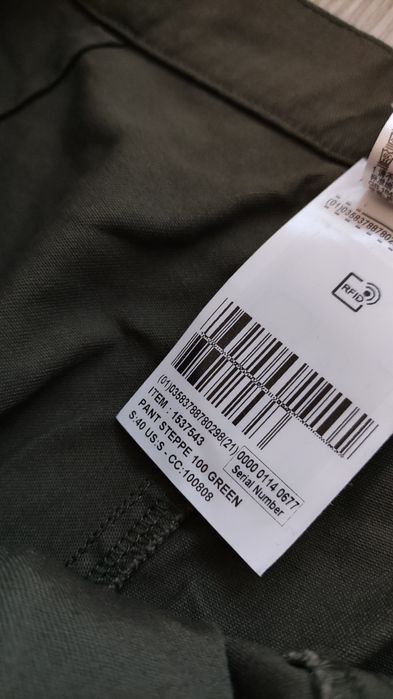 RFID
(01)03583788780298(21)
0000 0114 0677
Serial Number
ITEM : 1537543
PANT STEPPE 100 GREEN
S:40 US.S - CC:100808